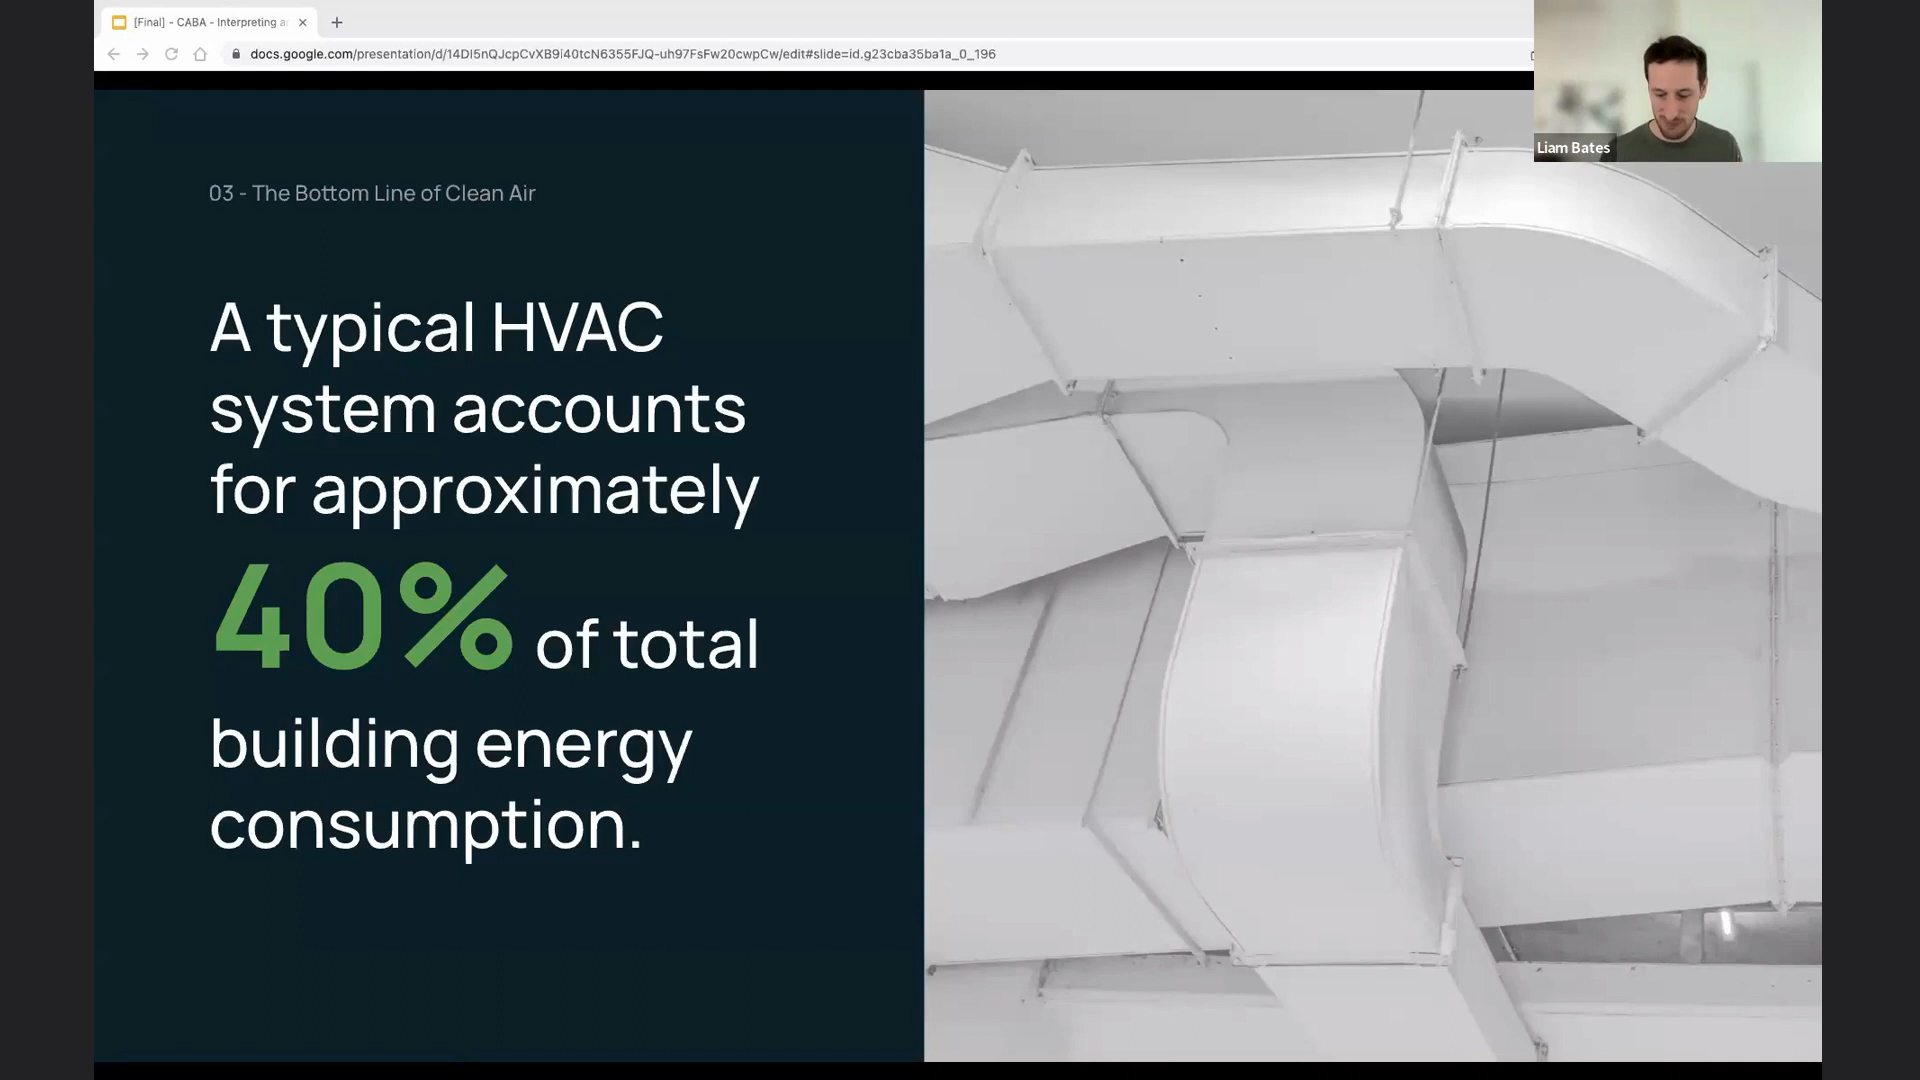 [Final] - CABA - Interpreting a
docs.google.com/presentation/d/14DI5nQJcpCvXB9i40tcN6355FJQ-uh97FsFw20cwpCw/edit#slide=id.g23cba35ba1a_0_196
Liam Bates
03 - The Bottom Line of Clean Air
A typical HVAC
system accounts
for approximately
40% of total
building energy
consumption.